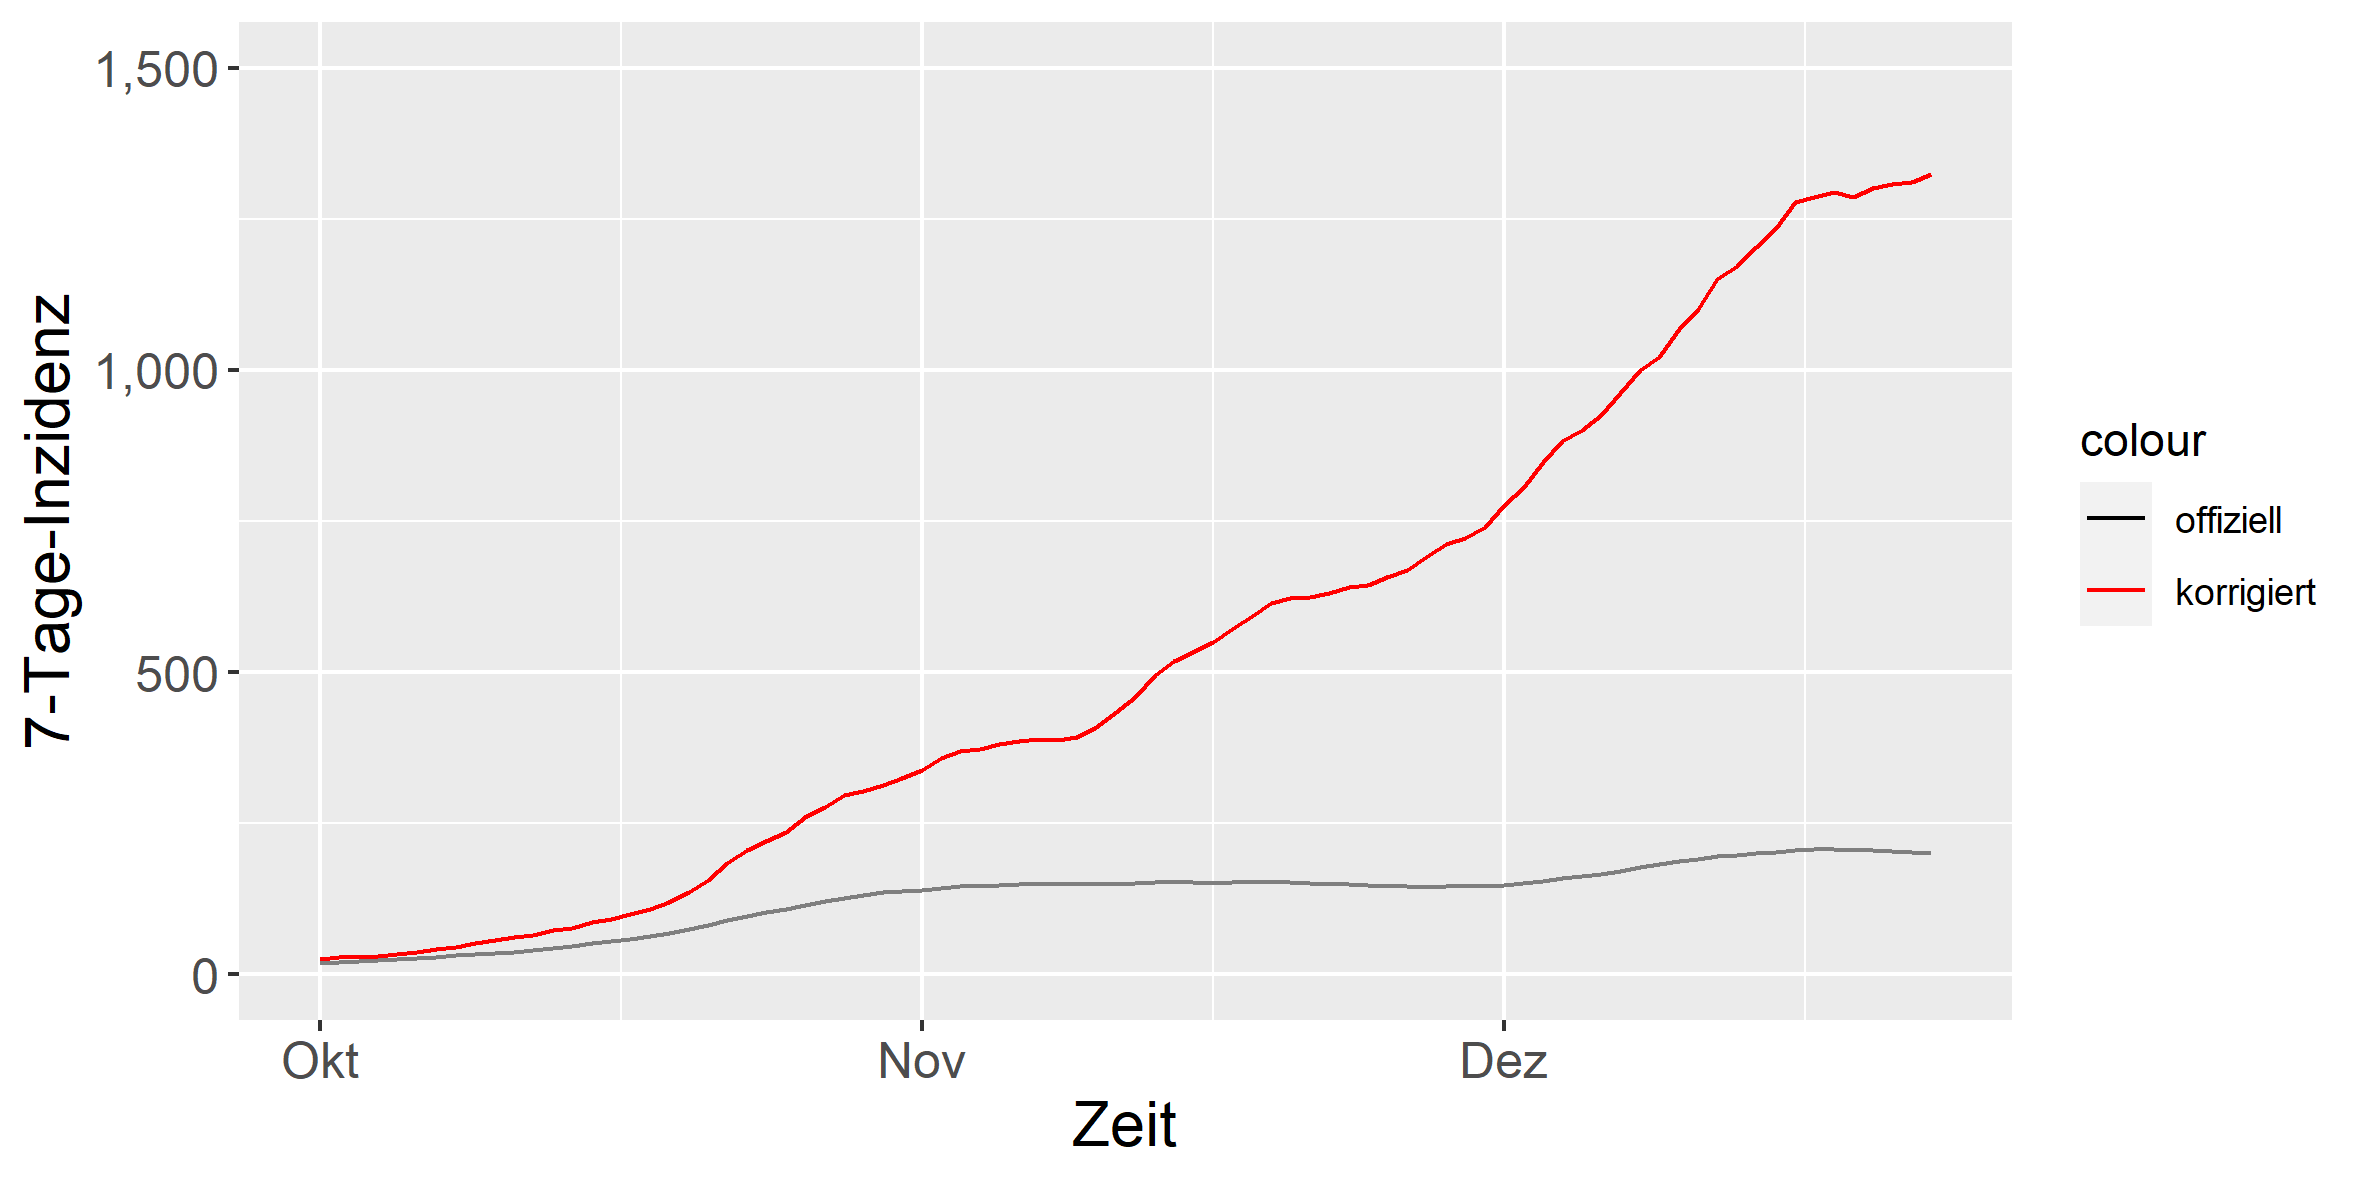 1,500
1,000
500
0
7-Tage-Inzidenz
Okt
Nov
Dez
Zeit
colour
offiziell
korrigiert